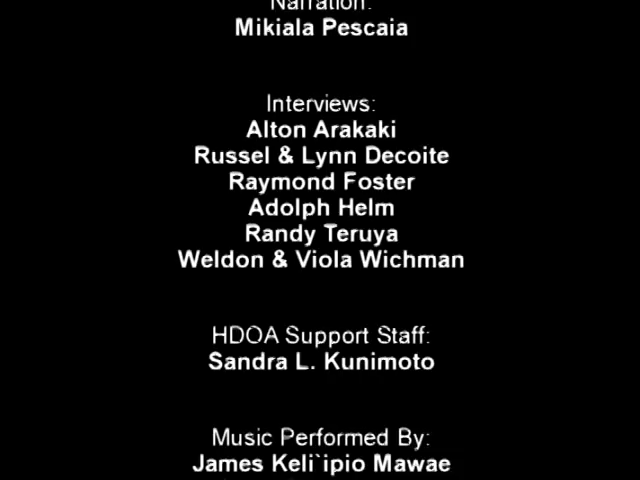 Narration:
Mikiala Pescaia
Interviews:
Alton Arakaki
Russel & Lynn Decoite
Raymond Foster
Adolph Helm
Randy Teruya
Weldon & Viola Wichman
HDOA Support Staff:
Sandra L. Kunimoto
Music Performed By:
James Keli`ipio Mawae